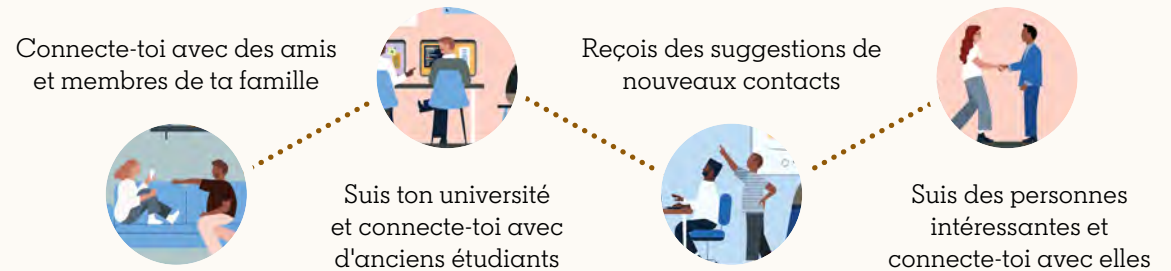 Connecte-toi avec des amis
et membres de ta famille
Suis ton université
et connecte-toi avec
d'anciens étudiants
Reçois des suggestions de
nouveaux contacts
Suis des personnes
intéressantes et
connecte-toi avec elles